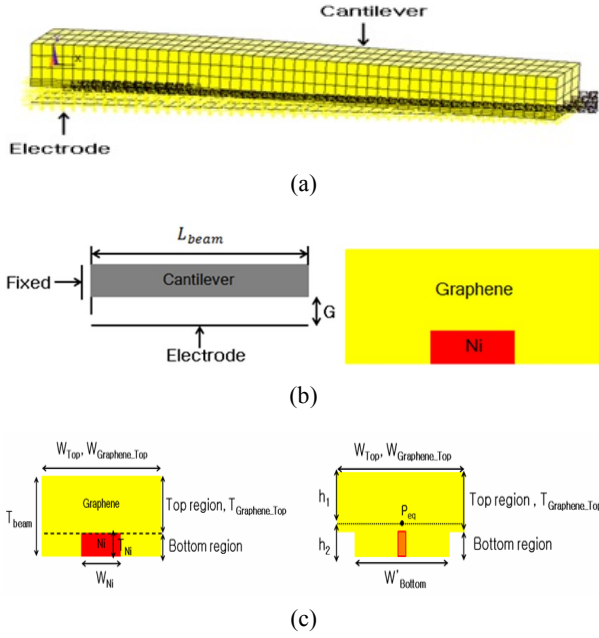 Cantilever
x
Electrode
(a)
L_beam
Fixed
Cantilever
G
Electrode
Graphene
Ni
(b)
W_Top, W_Graphene_Top
T_beam
Graphene
Top region, T_Graphene_Top
Ni
T_Ni
Bottom region
W_Ni
W_Top, W_Graphene_Top
h_1
P_eq
Top region , T_Graphene_Top
h_2
Bottom region
W'_Bottom
(c)